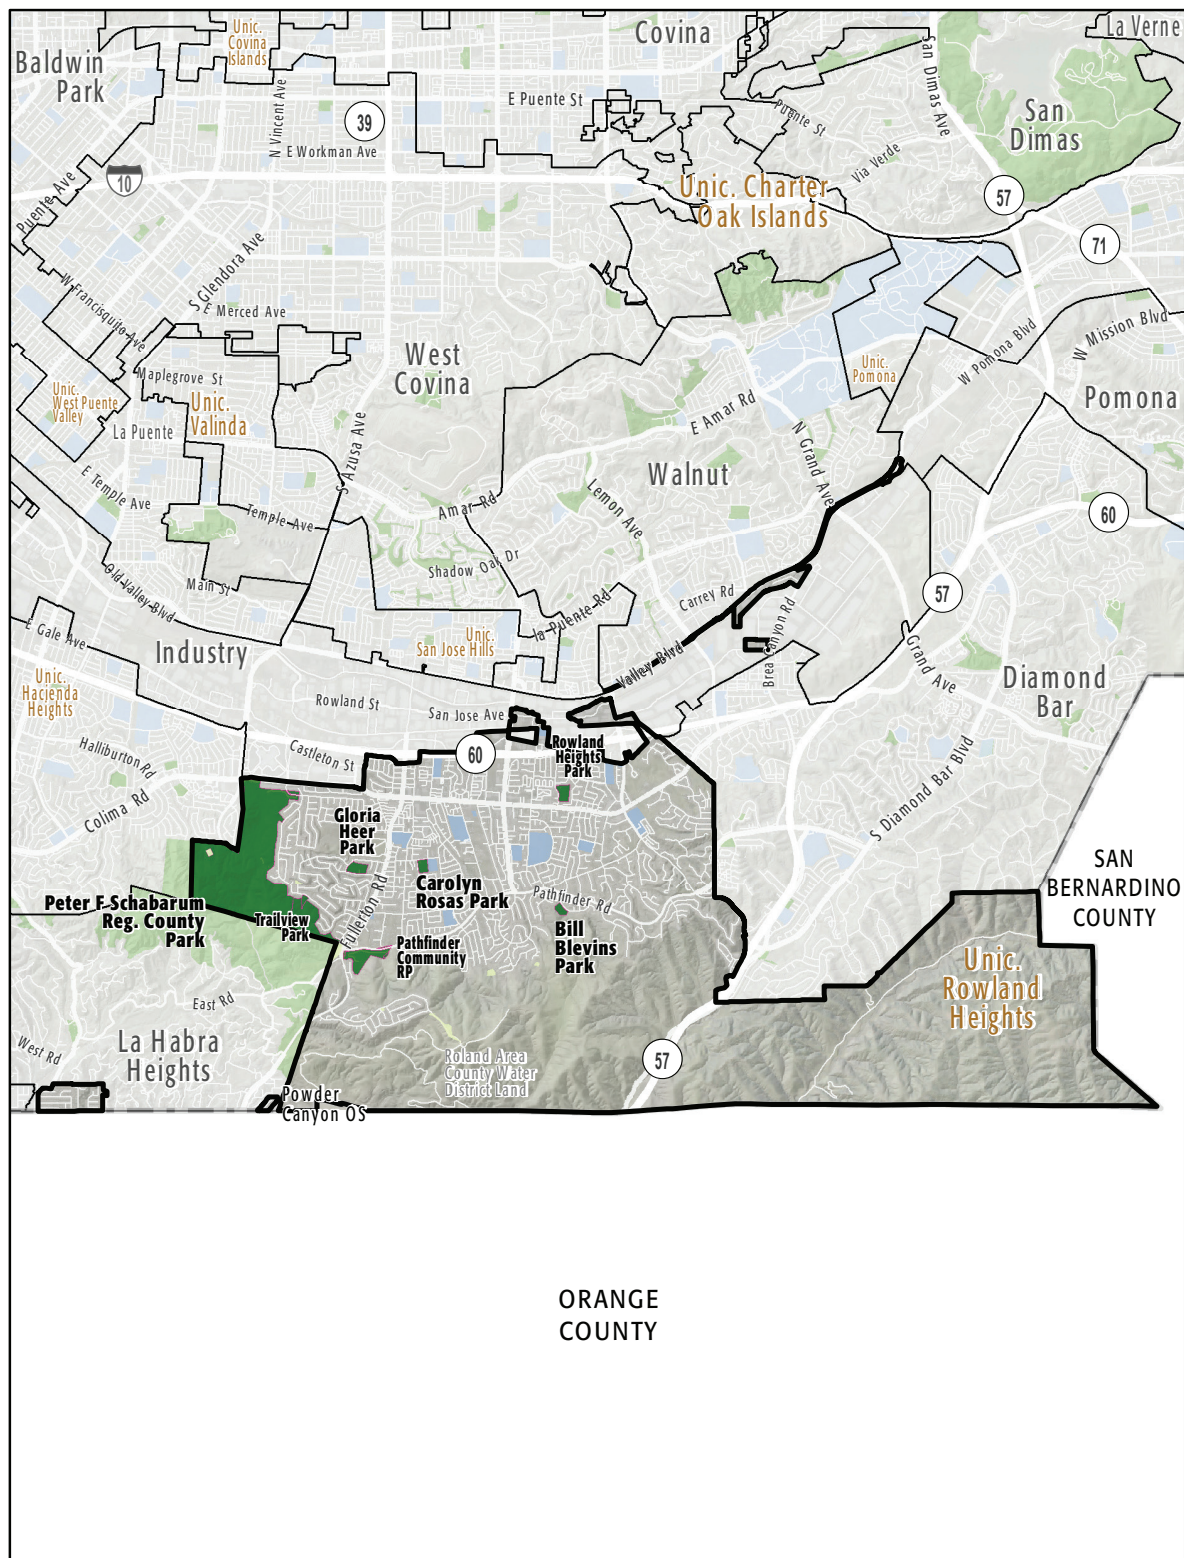 Baldwin
Park
Unic.
Covina
Islands
Covina
La Verne
San Dimas Ave
San
Dimas
N Vincent Ave
39
E Puente St
Puente St
E Workman Ave
Via Verde
10
Puente Ave
Unic. Charter
Oak Islands
57
71
S Glendora Ave
W Francisquito Ave
E Merced Ave
West
Covina
Maplegrove St
Unic.
West Puente
Valley
Unic.
Valinda
La Puente
Unic.
Pomona
W Pomona Blvd
W Mission Blvd
Pomona
E Amar Rd
N Grand Ave
S Azusa Ave
Walnut
E Temple Ave
Temple Ave
Amar Rd
Lemon Ave
60
Shadow Oak Dr
Old Valley Blvd
Main St
57
Carrey Rd
la Puente Rd
E Gale Ave
Industry
Unic.
San Jose Hills
Valley Blvd
Brea Canyon Rd
Grand Ave
Diamond
Bar
Unic.
Hacienda
Heights
Rowland St
San Jose Ave
Halliburton Rd
Castleton St
60
Rowland
Heights
Park
Colima Rd
S Diamond Bar Blvd
Gloria
Heer
Park
Carolyn
Rosas Park
SAN
BERNARDINO
COUNTY
Peter F Schabarum
Reg. County
Park
Trailview
Park
Fullerton Rd
Pathfinder Rd
Pathfinder
Community
RP
Bill
Blevins
Park
Unic.
Rowland
Heights
East Rd
West Rd
La Habra
Heights
Roland Area
County Water
District Land
57
Powder
Canyon OS
ORANGE
COUNTY